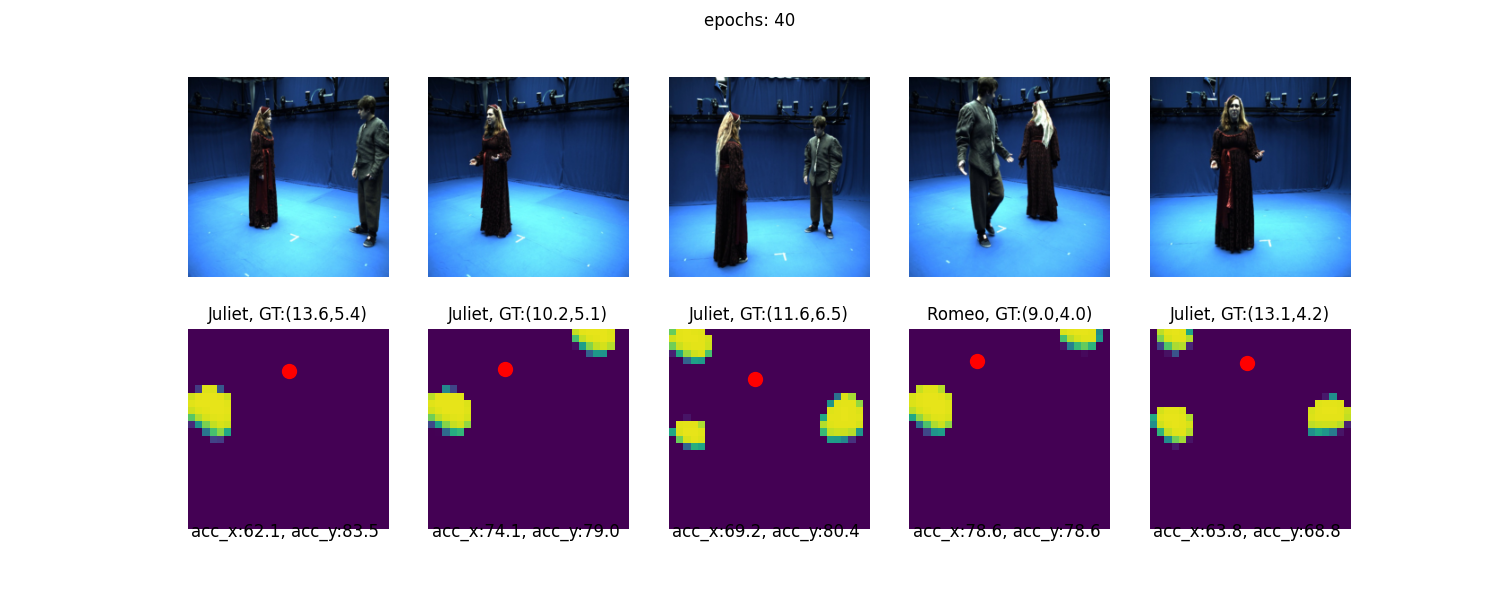 epochs: 40
Juliet, GT:(13.6,5.4)
Juliet, GT:(10.2,5.1)
Juliet, GT:(11.6,6.5)
Romeo, GT:(9.0,4.0)
Juliet, GT:(13.1,4.2)
acc_x:62.1, acc_y:83.5
acc_x:74.1, acc_y:79.0
acc_x:69.2, acc_y:80.4
acc_x:78.6, acc_y:78.6
acc_x:63.8, acc_y:68.8